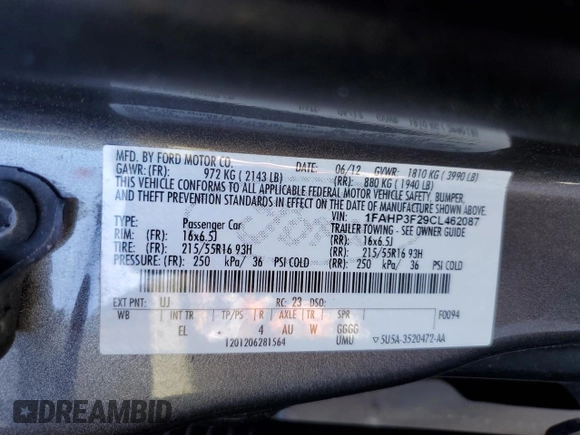 MFD. BY FORD MOTOR CO.
DATE: 06/12 GVWR: 1810 KG ( 3990 LB)
GAWR: (FR): 972 KG ( 2143 LB) (RR): 880 KG ( 1940 LB)
THIS VEHICLE CONFORMS TO ALL APPLICABLE FEDERAL MOTOR VEHICLE SAFETY, BUMPER,
AND THEFT PREVENTION STANDARDS IN EFFECT ON THE DATE OF MANUFACTURE SHOWN ABOVE.
VIN: 1FAHP3F29CL462087
TYPE: Passenger Car TRAILER TOWING - SEE OWNER GUIDE
RIM: (FR): 16x6.5J (RR): 16x6.5J
TIRE: (FR): 215/55R16 93H (RR): 215/55R16 93H
PRESSURE: (FR): 250 kPa/ 36 PSI COLD (RR): 250 kPa/ 36 PSI COLD
EXT PNT: UJ RC: 23 DSO:
WB INT TR TP/PS R AXLE TR SPR F0094
EL 4 AU W GGGG
1201206281564 UMU 5U5A-3520472-AA
DREAMBID